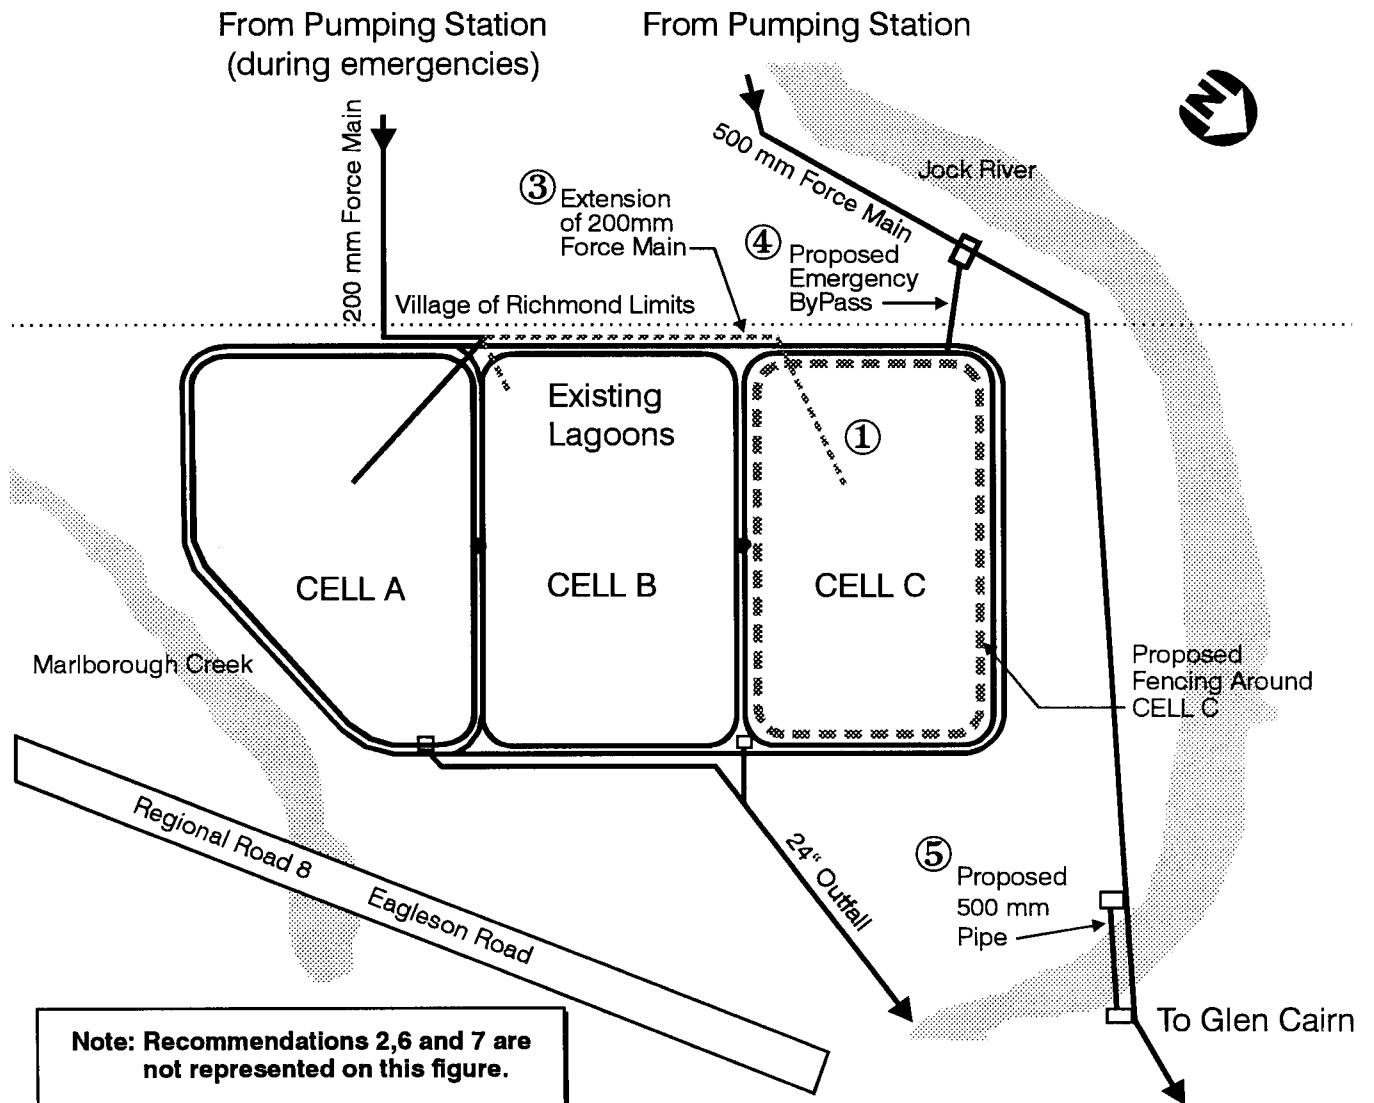 From Pumping Station
(during emergencies)
From Pumping Station
N
200 mm Force Main
500 mm Force Main
Jock River
③ Extension
of 200mm
Force Main
④ Proposed
Emergency
ByPass
Village of Richmond Limits
Existing
Lagoons
①
CELL A
CELL B
CELL C
Marlborough Creek
Proposed
Fencing Around
CELL C
Regional Road 8
Eagleson Road
24" Outfall
⑤ Proposed
500 mm
Pipe
To Glen Cairn
Note: Recommendations 2,6 and 7 are
not represented on this figure.